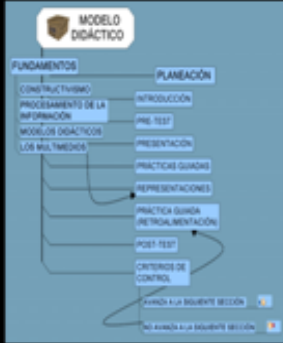 MODELO
DIDÁCTICO
FUNDAMENTOS
PLANEACIÓN
CONSTRUCTIVISMO
PROCESAMIENTO DE LA
INFORMACIÓN
MODELOS DIDÁCTICOS
LOS MULTIMEDIOS
INTRODUCCIÓN
PRE-TEST
PRESENTACIÓN
PRÁCTICAS GUIADAS
REPRESENTACIONES
PRÁCTICA GUIADA
(RETROALIMENTACIÓN)
POST-TEST
CRITERIOS DE
CONTROL
AVANZA A LA SIGUIENTE SECCIÓN
NO AVANZA A LA SIGUIENTE SECCIÓN